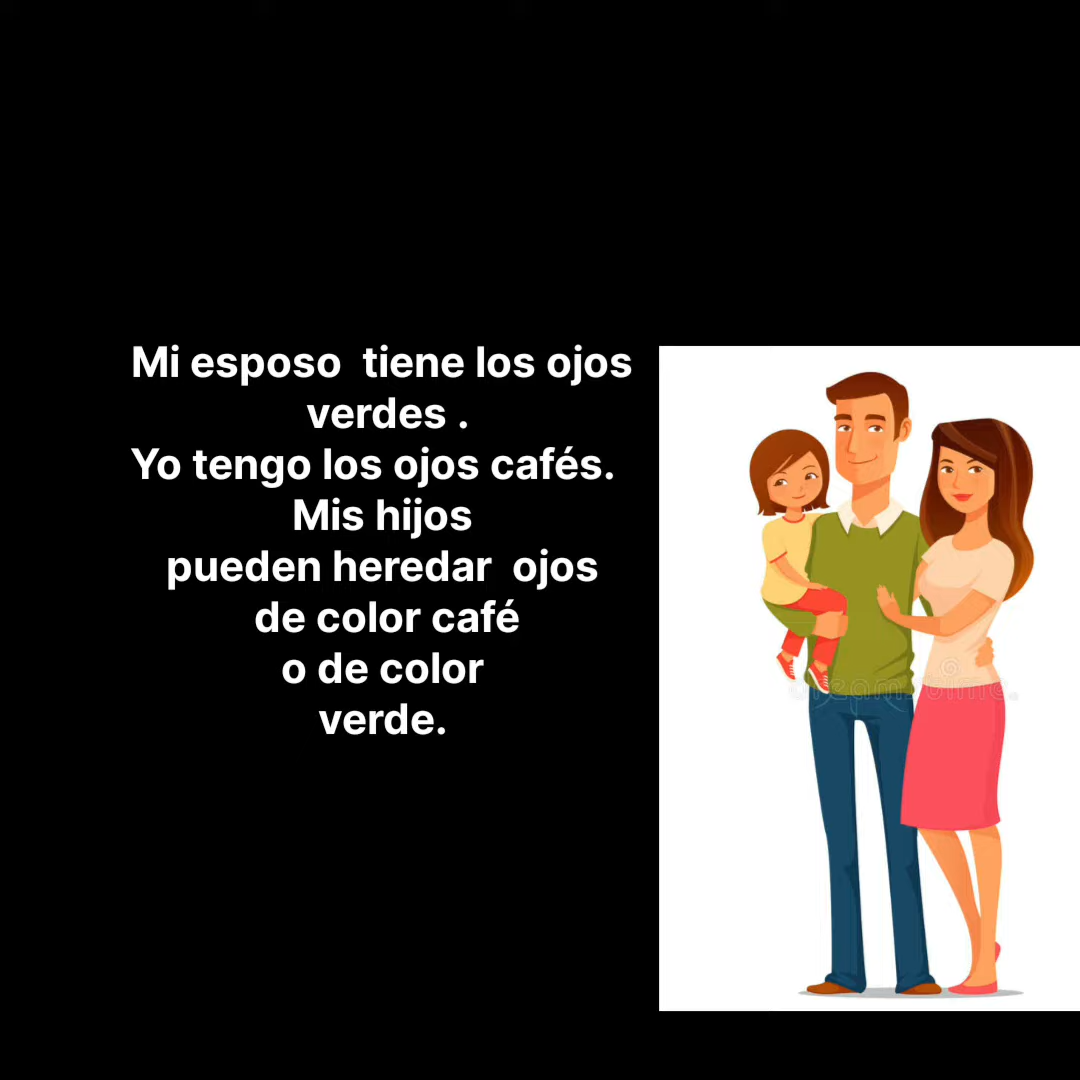 Mi esposo  tiene los ojos
verdes .
Yo tengo los ojos cafés.
Mis hijos
pueden heredar  ojos
de color café
o de color
verde.
dreamstime.